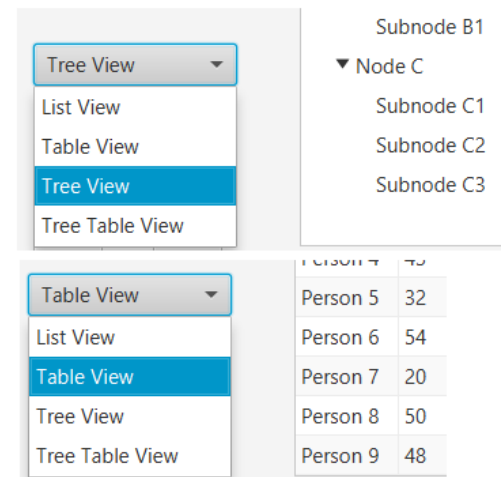 Subnode B1
Tree View
Node C
List View
Subnode C1
Table View
Subnode C2
Tree View
Subnode C3
Tree Table View
Table View
Person 5 32
List View
Person 6 54
Table View
Person 7 20
Tree View
Person 8 50
Tree Table View
Person 9 48